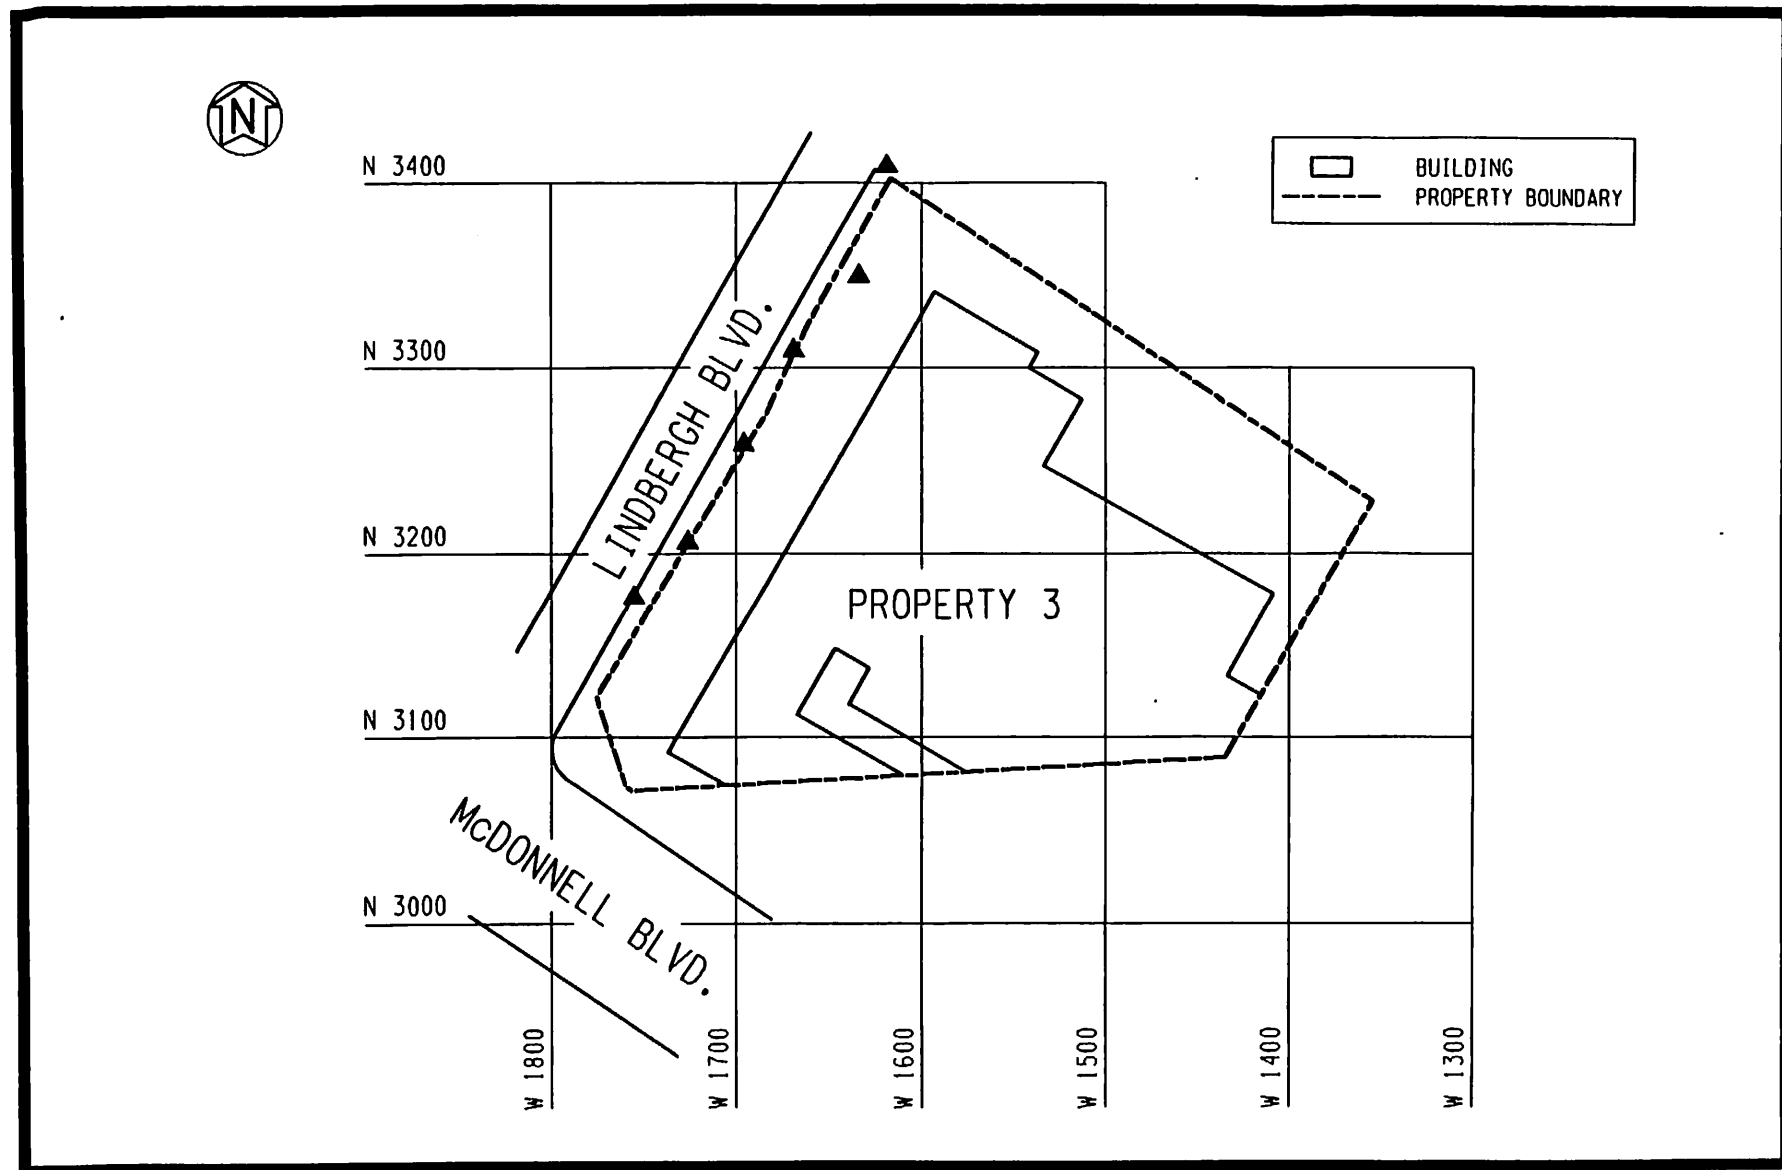 N
N 3400
BUILDING
PROPERTY BOUNDARY
N 3300
LINDBERGH BLVD.
N 3200
PROPERTY 3
N 3100
McDONNELL BLVD.
N 3000
W 1800
W 1700
W 1600
W 1500
W 1400
W 1300